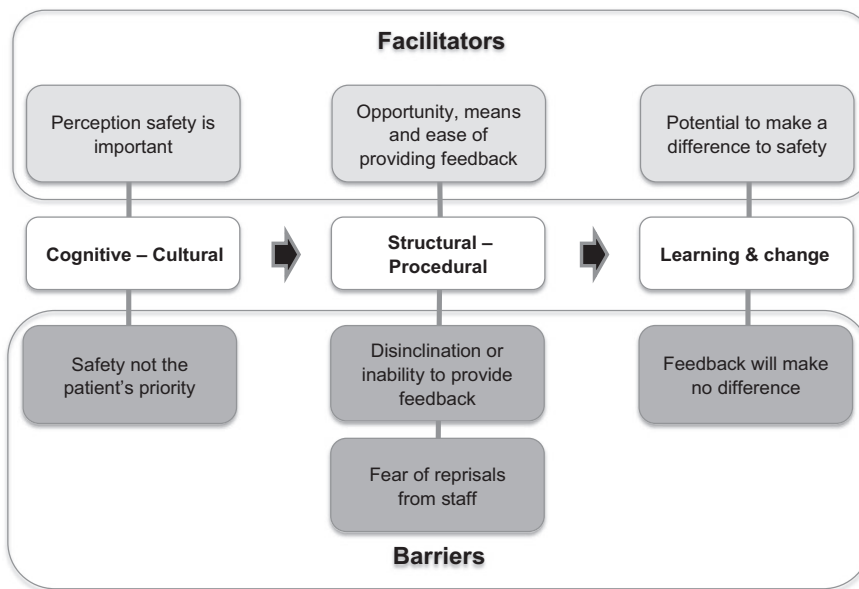 Facilitators
Perception safety is
important
Opportunity, means
and ease of
providing feedback
Potential to make a
difference to safety
Cognitive – Cultural
Structural –
Procedural
Learning & change
Safety not the
patient's priority
Disinclination or
inability to provide
feedback
Feedback will make
no difference
Fear of reprisals
from staff
Barriers